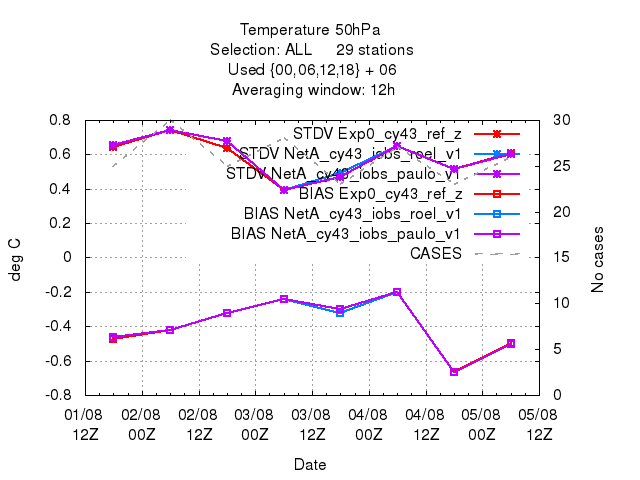 Temperature 50hPa
Selection: ALL 29 stations
Used {00,06,12,18} + 06
Averaging window: 12h
0.8
0.6
0.4
0.2
0
-0.2
-0.4
-0.6
-0.8
deg C
30
25
20
15
10
5
0
No cases
STDV Exp0_cy43_ref_z
STDV NetA_cy43_iobs_roel_v1
STDV NetA_cy43_iobs_paulo_v1
BIAS Exp0_cy43_ref_z
BIAS NetA_cy43_iobs_roel_v1
BIAS NetA_cy43_iobs_paulo_v1
CASES
01/08 02/08 02/08 03/08 03/08 04/08 04/08 05/08 05/08
12Z 00Z 12Z 00Z 12Z 00Z 12Z 00Z 12Z
Date